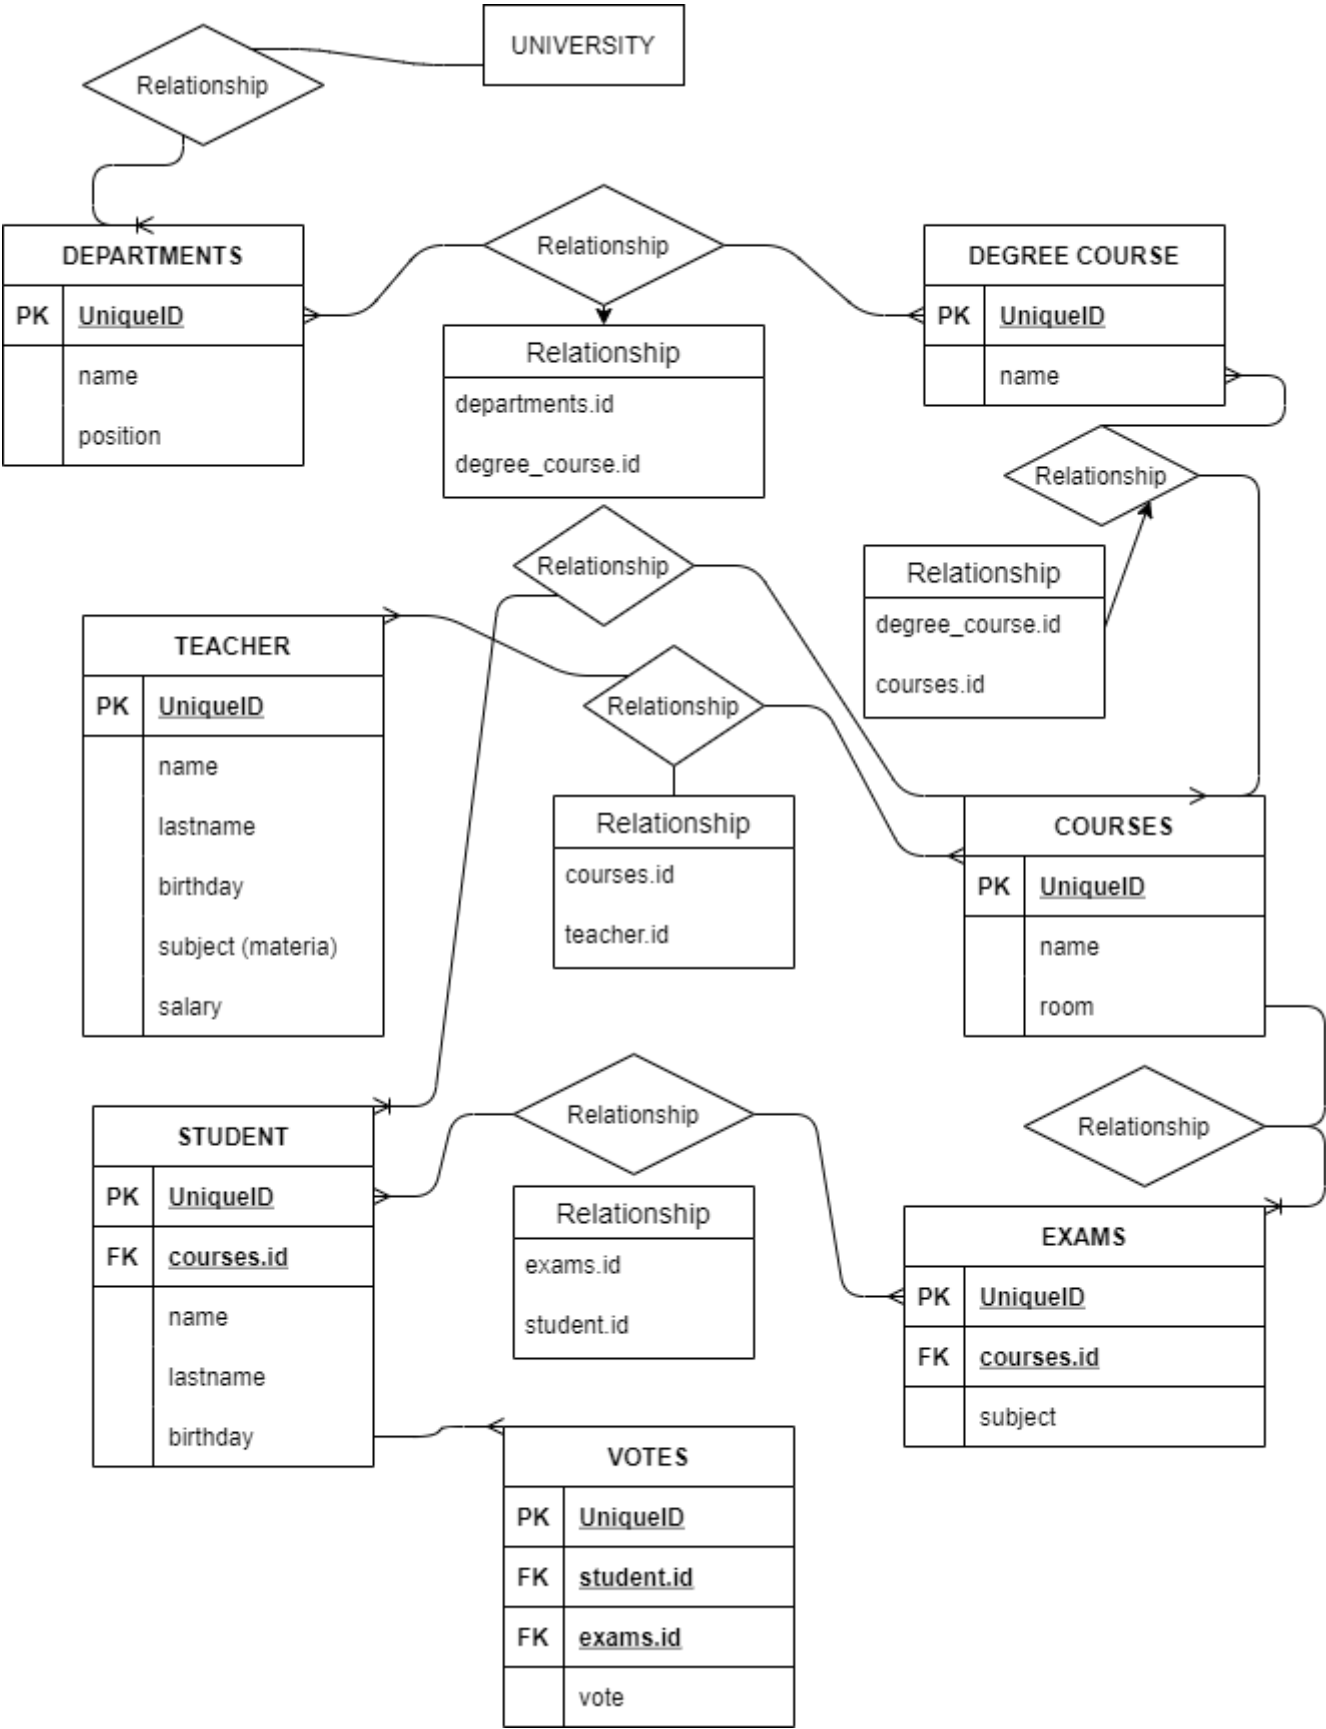 UNIVERSITY
Relationship
DEPARTMENTS
PK UniqueID
name
position
Relationship
Relationship
departments.id
degree_course.id
DEGREE COURSE
PK UniqueID
name
Relationship
Relationship
degree_course.id
courses.id
Relationship
TEACHER
PK UniqueID
name
lastname
birthday
subject (materia)
salary
Relationship
Relationship
courses.id
teacher.id
COURSES
PK UniqueID
name
room
Relationship
STUDENT
PK UniqueID
FK courses.id
name
lastname
birthday
Relationship
Relationship
exams.id
student.id
EXAMS
PK UniqueID
FK courses.id
subject
VOTES
PK UniqueID
FK student.id
FK exams.id
vote